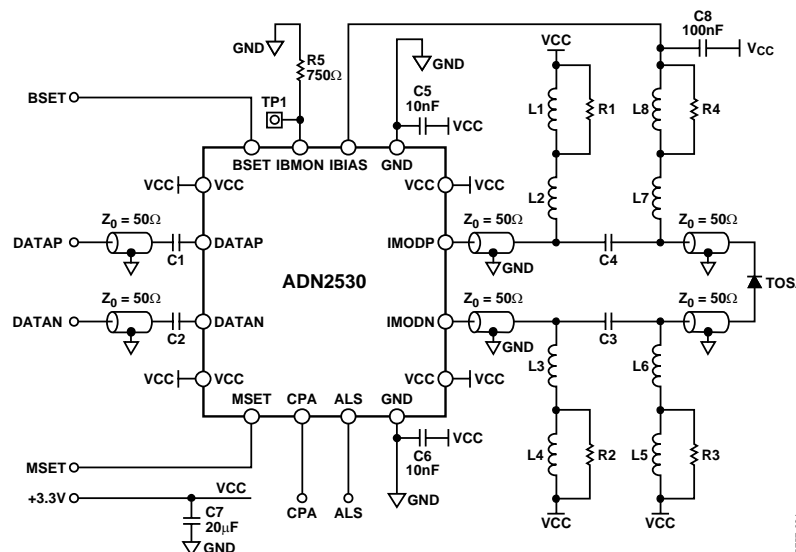 C8
100nF
VCC
VCC
GND
R5
750Ω
GND
TP1
C5
10nF
VCC
L1
R1
L8
R4
BSET
BSET
IBMON
IBIAS
GND
VCC
VCC
VCC
VCC
L2
L7
Z0 = 50Ω
Z0 = 50Ω
Z0 = 50Ω
DATAP
C1
DATAP
IMODP
GND
C4
ADN2530
TOSA
Z0 = 50Ω
Z0 = 50Ω
Z0 = 50Ω
DATAN
C2
DATAN
IMODN
GND
C3
L3
L6
VCC
VCC
VCC
VCC
MSET
CPA
ALS
GND
VCC
C6
10nF
L4
R2
L5
R3
MSET
+3.3V
VCC
GND
C7
20μF
GND
CPA
ALS
VCC
VCC